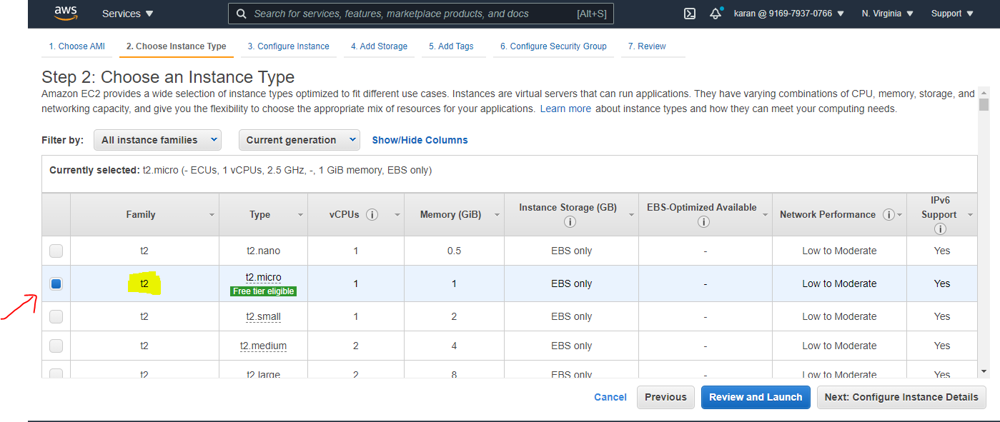 aws Services Search for services, features, marketplace products, and docs [Alt+S] karan @ 9169-7937-0766 N. Virginia Support
1. Choose AMI 2. Choose Instance Type 3. Configure Instance 4. Add Storage 5. Add Tags 6. Configure Security Group 7. Review
Step 2: Choose an Instance Type
Amazon EC2 provides a wide selection of instance types optimized to fit different use cases. Instances are virtual servers that can run applications. They have varying combinations of CPU, memory, storage, and
networking capacity, and give you the flexibility to choose the appropriate mix of resources for your applications. Learn more about instance types and how they can meet your computing needs.
Filter by: All instance families Current generation Show/Hide Columns
Currently selected: t2.micro (- ECUs, 1 vCPUs, 2.5 GHz, -, 1 GiB memory, EBS only)
Family Type vCPUs Memory (GiB) Instance Storage (GB) EBS-Optimized Available Network Performance IPv6 Support
t2 t2.nano 1 0.5 EBS only - Low to Moderate Yes
t2 t2.micro 1 1 EBS only - Low to Moderate Yes
Free tier eligible
t2 t2.small 1 2 EBS only - Low to Moderate Yes
t2 t2.medium 2 4 EBS only - Low to Moderate Yes
t2 t2.large 2 8 EBS only - Low to Moderate Yes
Cancel Previous Review and Launch Next: Configure Instance Details